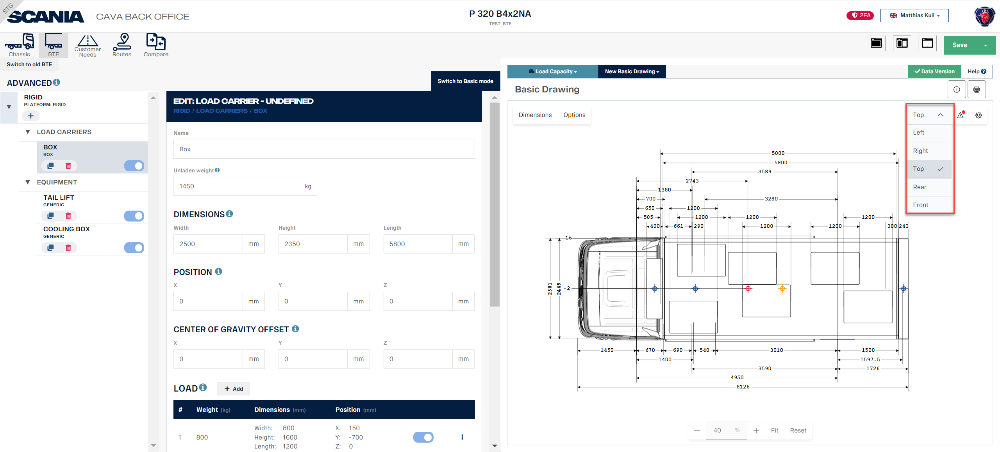 STG
SCANIA
CAVA BACK OFFICE
P 320 B4x2NA
TEST_BTE
2FA
Matthias Kull
Chassis
BTE
Customer Needs
Routes
Compare
Save
Switch to old BTE
ADVANCED
Switch to Basic mode
RIGID
PLATFORM: RIGID
LOAD CARRIERS
BOX
BOX
EQUIPMENT
TAIL LIFT
GENERIC
COOLING BOX
GENERIC
EDIT: LOAD CARRIER - UNDEFINED
RIGID / LOAD CARRIERS / BOX
Name
Box
Unladen weight
1450 kg
DIMENSIONS
Width Height Length
2500 mm 2350 mm 5800 mm
POSITION
X Y Z
0 mm 0 mm 0 mm
CENTER OF GRAVITY OFFSET
X Y Z
0 mm 0 mm 0 mm
LOAD
+ Add
# Weight (kg) Dimensions (mm) Position (mm)
Width: 800 X: 150
1 800 Height: 1600 Y: -700
Length: 1200 Z: 0
Load Capacity
New Basic Drawing
Data Version
Help
Basic Drawing
Dimensions Options
Top
Left
Right
Top
Rear
Front
5800
5800
3589
2743
1380
700 3280
650 1200
585 1200 1200 1200
400 661 290 1200 1200 300 243
16
2501 2469 -2
1450 670 690 540 3010 1500
1400 1597.5
3590 1726
4950
8126
40 % Fit Reset